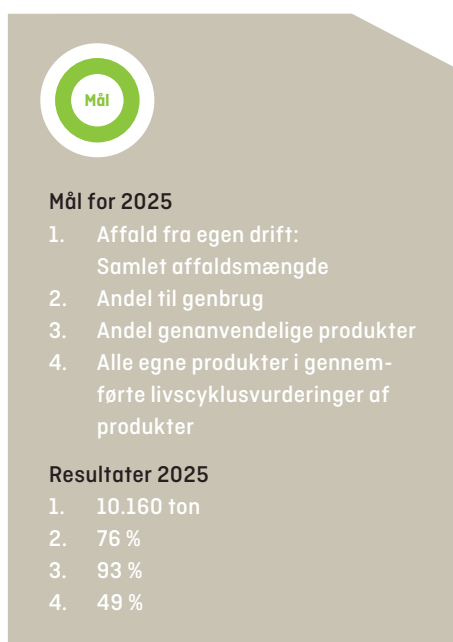 Mål
Mål for 2025
1. Affald fra egen drift:
Samlet affaldsmængde
2. Andel til genbrug
3. Andel genanvendelige produkter
4. Alle egne produkter i gennem-
førte livscyklusvurderinger af
produkter
Resultater 2025
1. 10.160 ton
2. 76 %
3. 93 %
4. 49 %